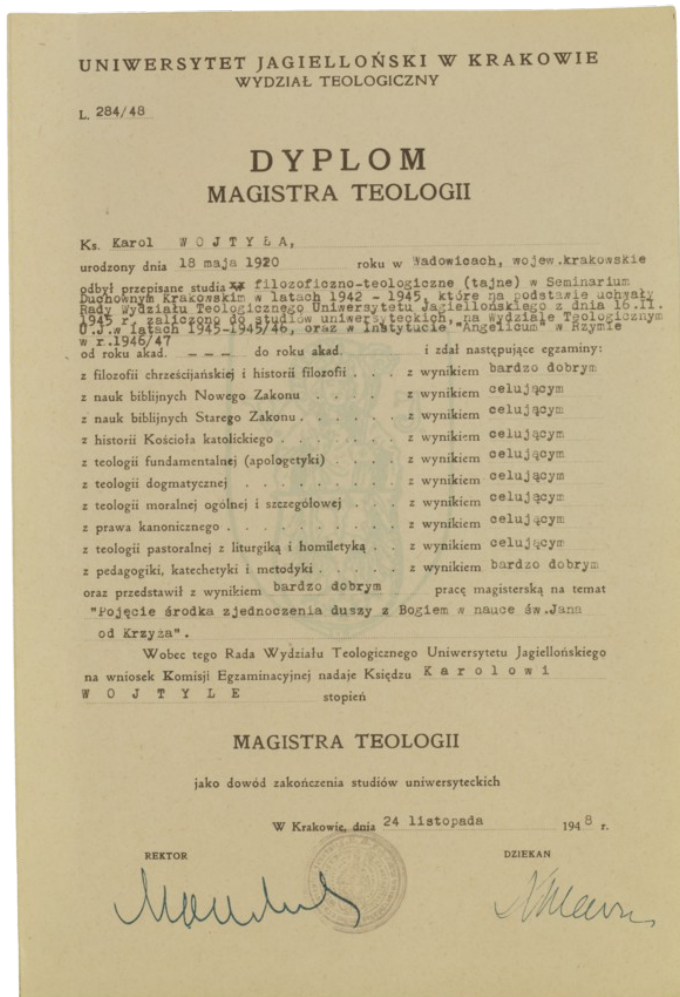 UNIWERSYTET JAGIELLOŃSKI W KRAKOWIE
WYDZIAŁ TEOLOGICZNY
L. 284/48
DYPLOM
MAGISTRA TEOLOGII
Ks. Karol WOJTYŁA,
urodzony dnia 18 maja 1920 roku w Wadowicach, wojew.krakowskie
odbył przepisane studia filozoficzno-teologiczne (tajne) w Seminarium
Duchownym Krakowskim w latach 1942 - 1945, które na podstawie uchwały
Rady Wydziału Teologicznego Uniwersytetu Jagiellońskiego z dnia 16.II.
1945 r. zaliczono do studiów uniwersyteckich, na Wydziale Teologicznym
U.J.w latach 1945-1945/46, oraz w Instytucie "Angelicum" w Rzymie
w r.1946/47
od roku akad. — — — do roku akad. i zdał następujące egzaminy:
z filozofii chrześcijańskiej i historii filozofii . . . z wynikiem bardzo dobrym
z nauk biblijnych Nowego Zakonu . . . . z wynikiem celującym
z nauk biblijnych Starego Zakonu . . . . . . z wynikiem celującym
z historii Kościoła katolickiego . . . . . . . z wynikiem celującym
z teologii fundamentalnej (apologetyki) . . . . z wynikiem celującym
z teologii dogmatycznej . . . . . . . . . z wynikiem celującym
z teologii moralnej ogólnej i szczegółowej . . . z wynikiem celującym
z prawa kanonicznego . . . . . . . . . . z wynikiem celującym
z teologii pastoralnej z liturgiką i homiletyką . . z wynikiem celującym
z pedagogiki, katechetyki i metodyki . . . . . z wynikiem bardzo dobrym
oraz przedstawił z wynikiem bardzo dobrym pracę magisterską na temat
"Pojęcie środka zjednoczenia duszy z Bogiem w nauce św.Jana
od Krzyża".
Wobec tego Rada Wydziału Teologicznego Uniwersytetu Jagiellońskiego
na wniosek Komisji Egzaminacyjnej nadaje Księdzu Karolowi
WOJTYLE stopień
MAGISTRA TEOLOGII
jako dowód zakończenia studiów uniwersyteckich
W Krakowie, dnia 24 listopada 1948 r.
REKTOR DZIEKAN